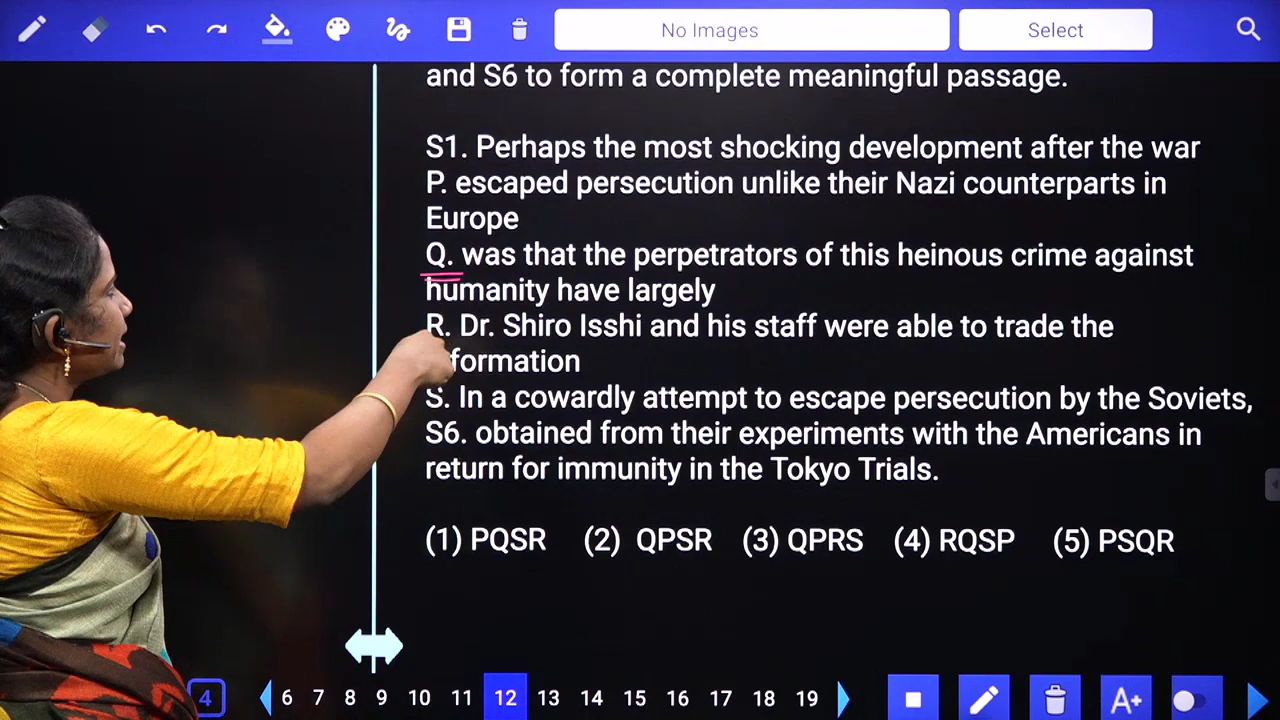 No Images
Select
and S6 to form a complete meaningful passage.
S1. Perhaps the most shocking development after the war
P. escaped persecution unlike their Nazi counterparts in
Europe
Q. was that the perpetrators of this heinous crime against
humanity have largely
R. Dr. Shiro Isshi and his staff were able to trade the
formation
S. In a cowardly attempt to escape persecution by the Soviets,
S6. obtained from their experiments with the Americans in
return for immunity in the Tokyo Trials.
(1) PQSR (2) QPSR (3) QPRS (4) RQSP (5) PSQR
4 6 7 8 9 10 11 12 13 14 15 16 17 18 19 A+